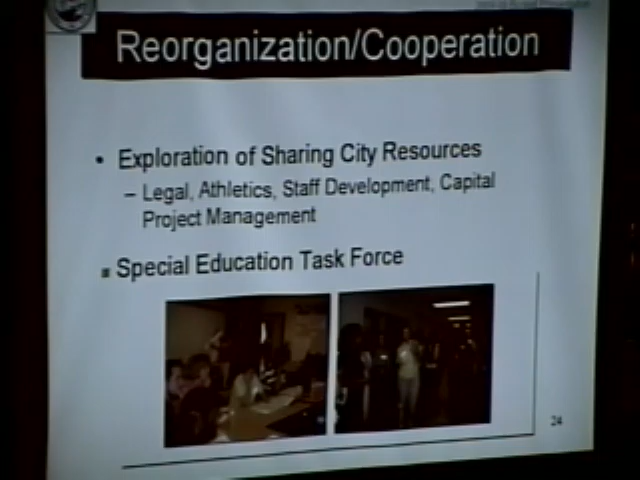 Reorganization/Cooperation
• Exploration of Sharing City Resources
– Legal, Athletics, Staff Development, Capital
Project Management
▪ Special Education Task Force
24